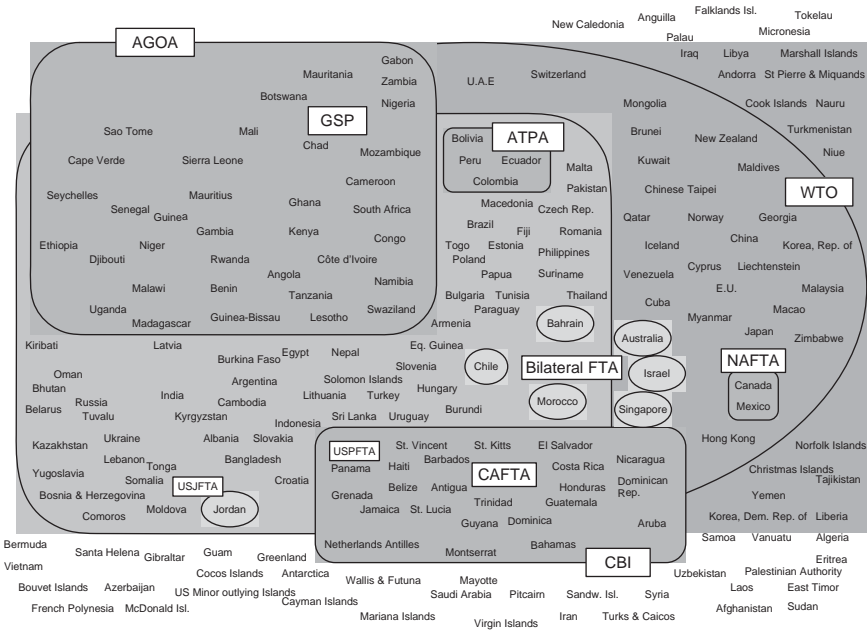 New Caledonia Anguilla Falklands Isl. Tokelau
Palau Micronesia
AGOA
Iraq Libya Marshall Islands
Gabon
Mauritania Zambia U.A.E Switzerland Andorra St Pierre & Miquands
Botswana Nigeria Mongolia Cook Islands Nauru
GSP
Sao Tome Mali Chad Bolivia ATPA Brunei New Zealand Turkmenistan
Cape Verde Sierra Leone Mozambique Peru Ecuador Malta Kuwait Maldives Niue
Cameroon Colombia Pakistan Chinese Taipei WTO
Seychelles Mauritius Ghana South Africa Macedonia Czech Rep.
Senegal Guinea Qatar Norway Georgia
Gambia Kenya Congo Brazil Fiji Romania
Ethiopia Niger Togo Estonia Philippines Iceland China Korea, Rep. of
Djibouti Rwanda Côte d'Ivoire Poland
Angola Papua Suriname Venezuela Cyprus Liechtenstein
Malawi Benin Tanzania Namibia Bulgaria Tunisia Thailand E.U. Malaysia
Uganda Guinea-Bissau Lesotho Swaziland Paraguay Cuba Macao
Madagascar Armenia Bahrain Myanmar Japan Zimbabwe
Kiribati Latvia Eq. Guinea Australia
Burkina Faso Egypt Nepal Slovenia Chile Bilateral FTA NAFTA
Oman Argentina Solomon Islands Israel
Bhutan India Lithuania Turkey Hungary Canada
Belarus Russia Cambodia Morocco Mexico
Tuvalu Kyrgyzstan Indonesia Sri Lanka Uruguay Burundi Singapore
Ukraine Albania Slovakia Hong Kong
Kazakhstan USPFTA St. Vincent St. Kitts El Salvador Norfolk Islands
Lebanon Tonga Bangladesh Panama Haiti Barbados CAFTA Costa Rica Nicaragua
Yugoslavia Somalia USJFTA Croatia Christmas Islands Tajikistan
Bosnia & Herzegovina Grenada Belize Antigua Honduras Dominican Rep. Yemen
Comoros Moldova Jordan Jamaica St. Lucia Trinidad Guatemala
Guyana Dominica Aruba Korea, Dem. Rep. of Liberia
Bermuda Netherlands Antilles Bahamas Samoa Vanuatu Algeria
Santa Helena Gibraltar Guam Greenland Montserrat CBI Eritrea
Vietnam Cocos Islands Antarctica Uzbekistan Palestinian Authority
Bouvet Islands Azerbaijan US Minor outlying Islands Wallis & Futuna Mayotte Laos East Timor
Cayman Islands Saudi Arabia Pitcairn Sandw. Isl. Syria
French Polynesia McDonald Isl. Mariana Islands Virgin Islands Iran Turks & Caicos Afghanistan Sudan